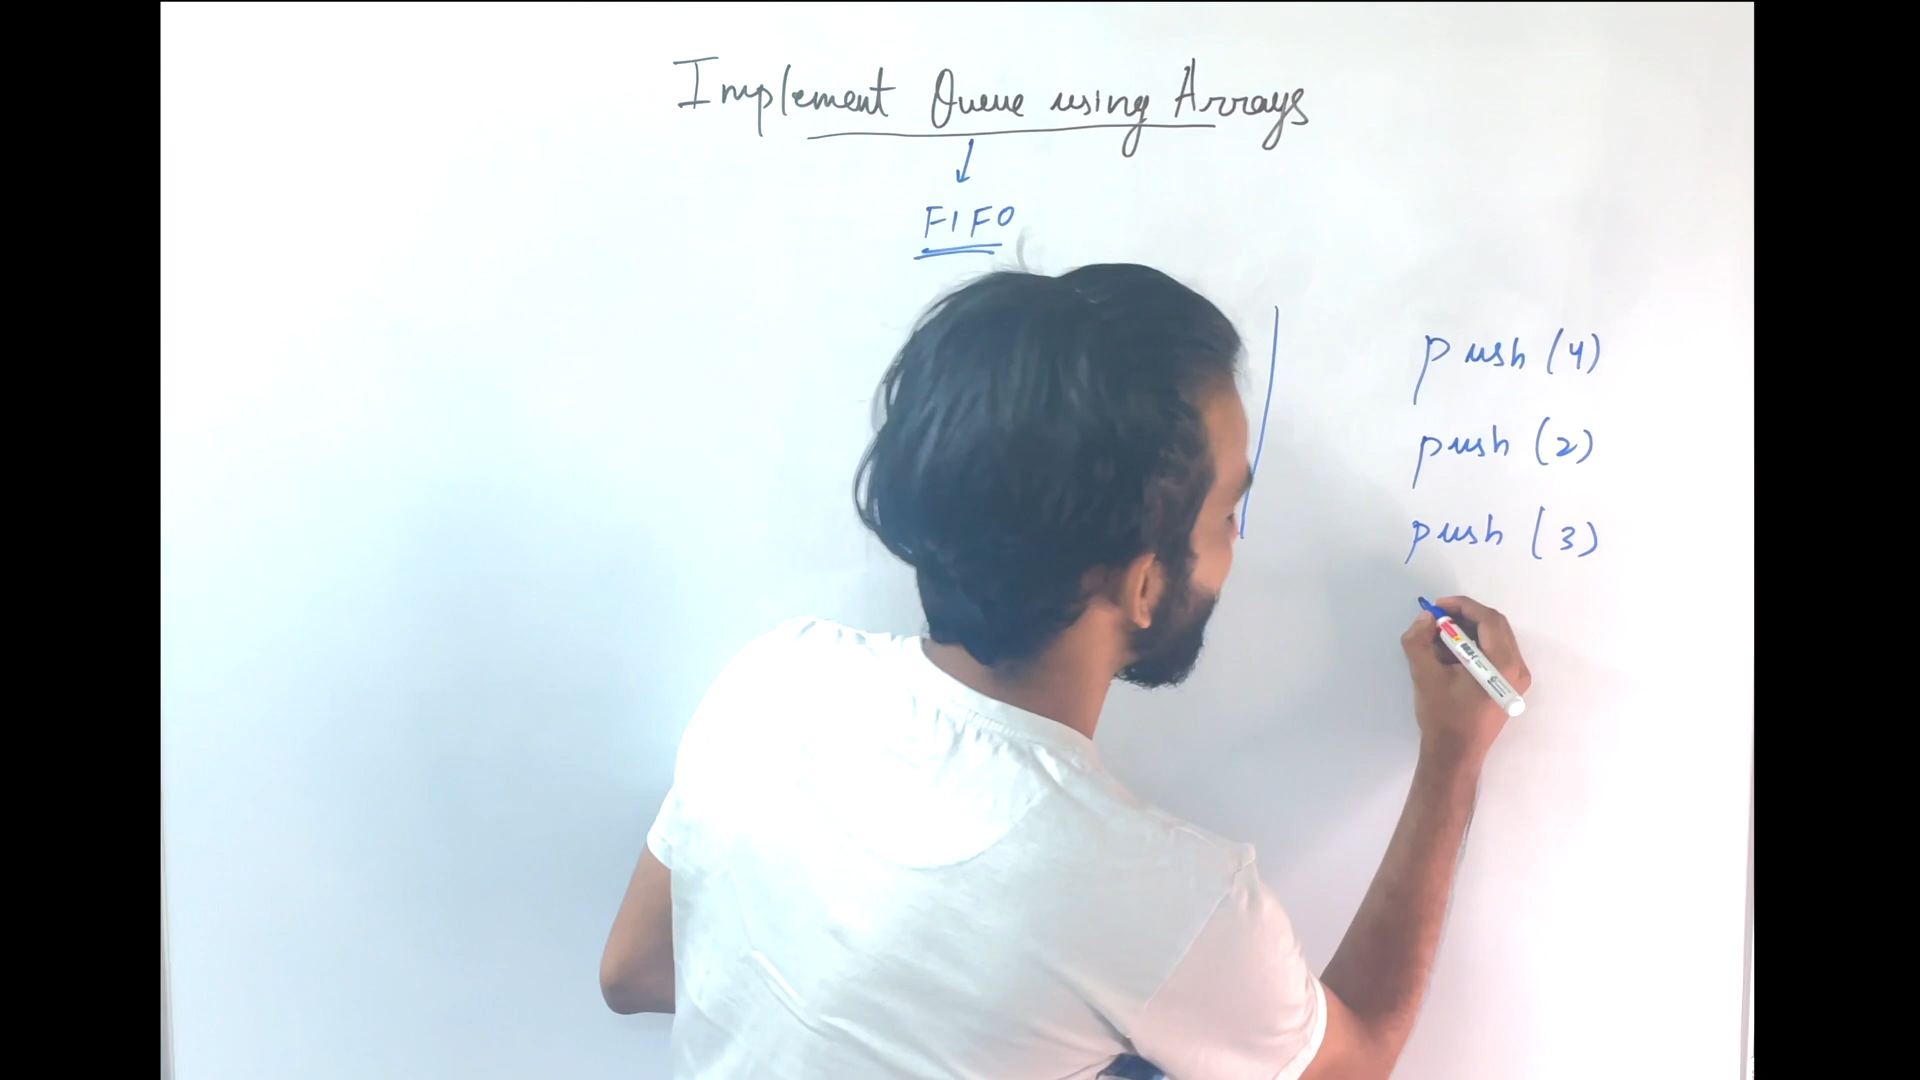 Implement Queue using Arrays
FIFO
push (4)
push (2)
push (3)